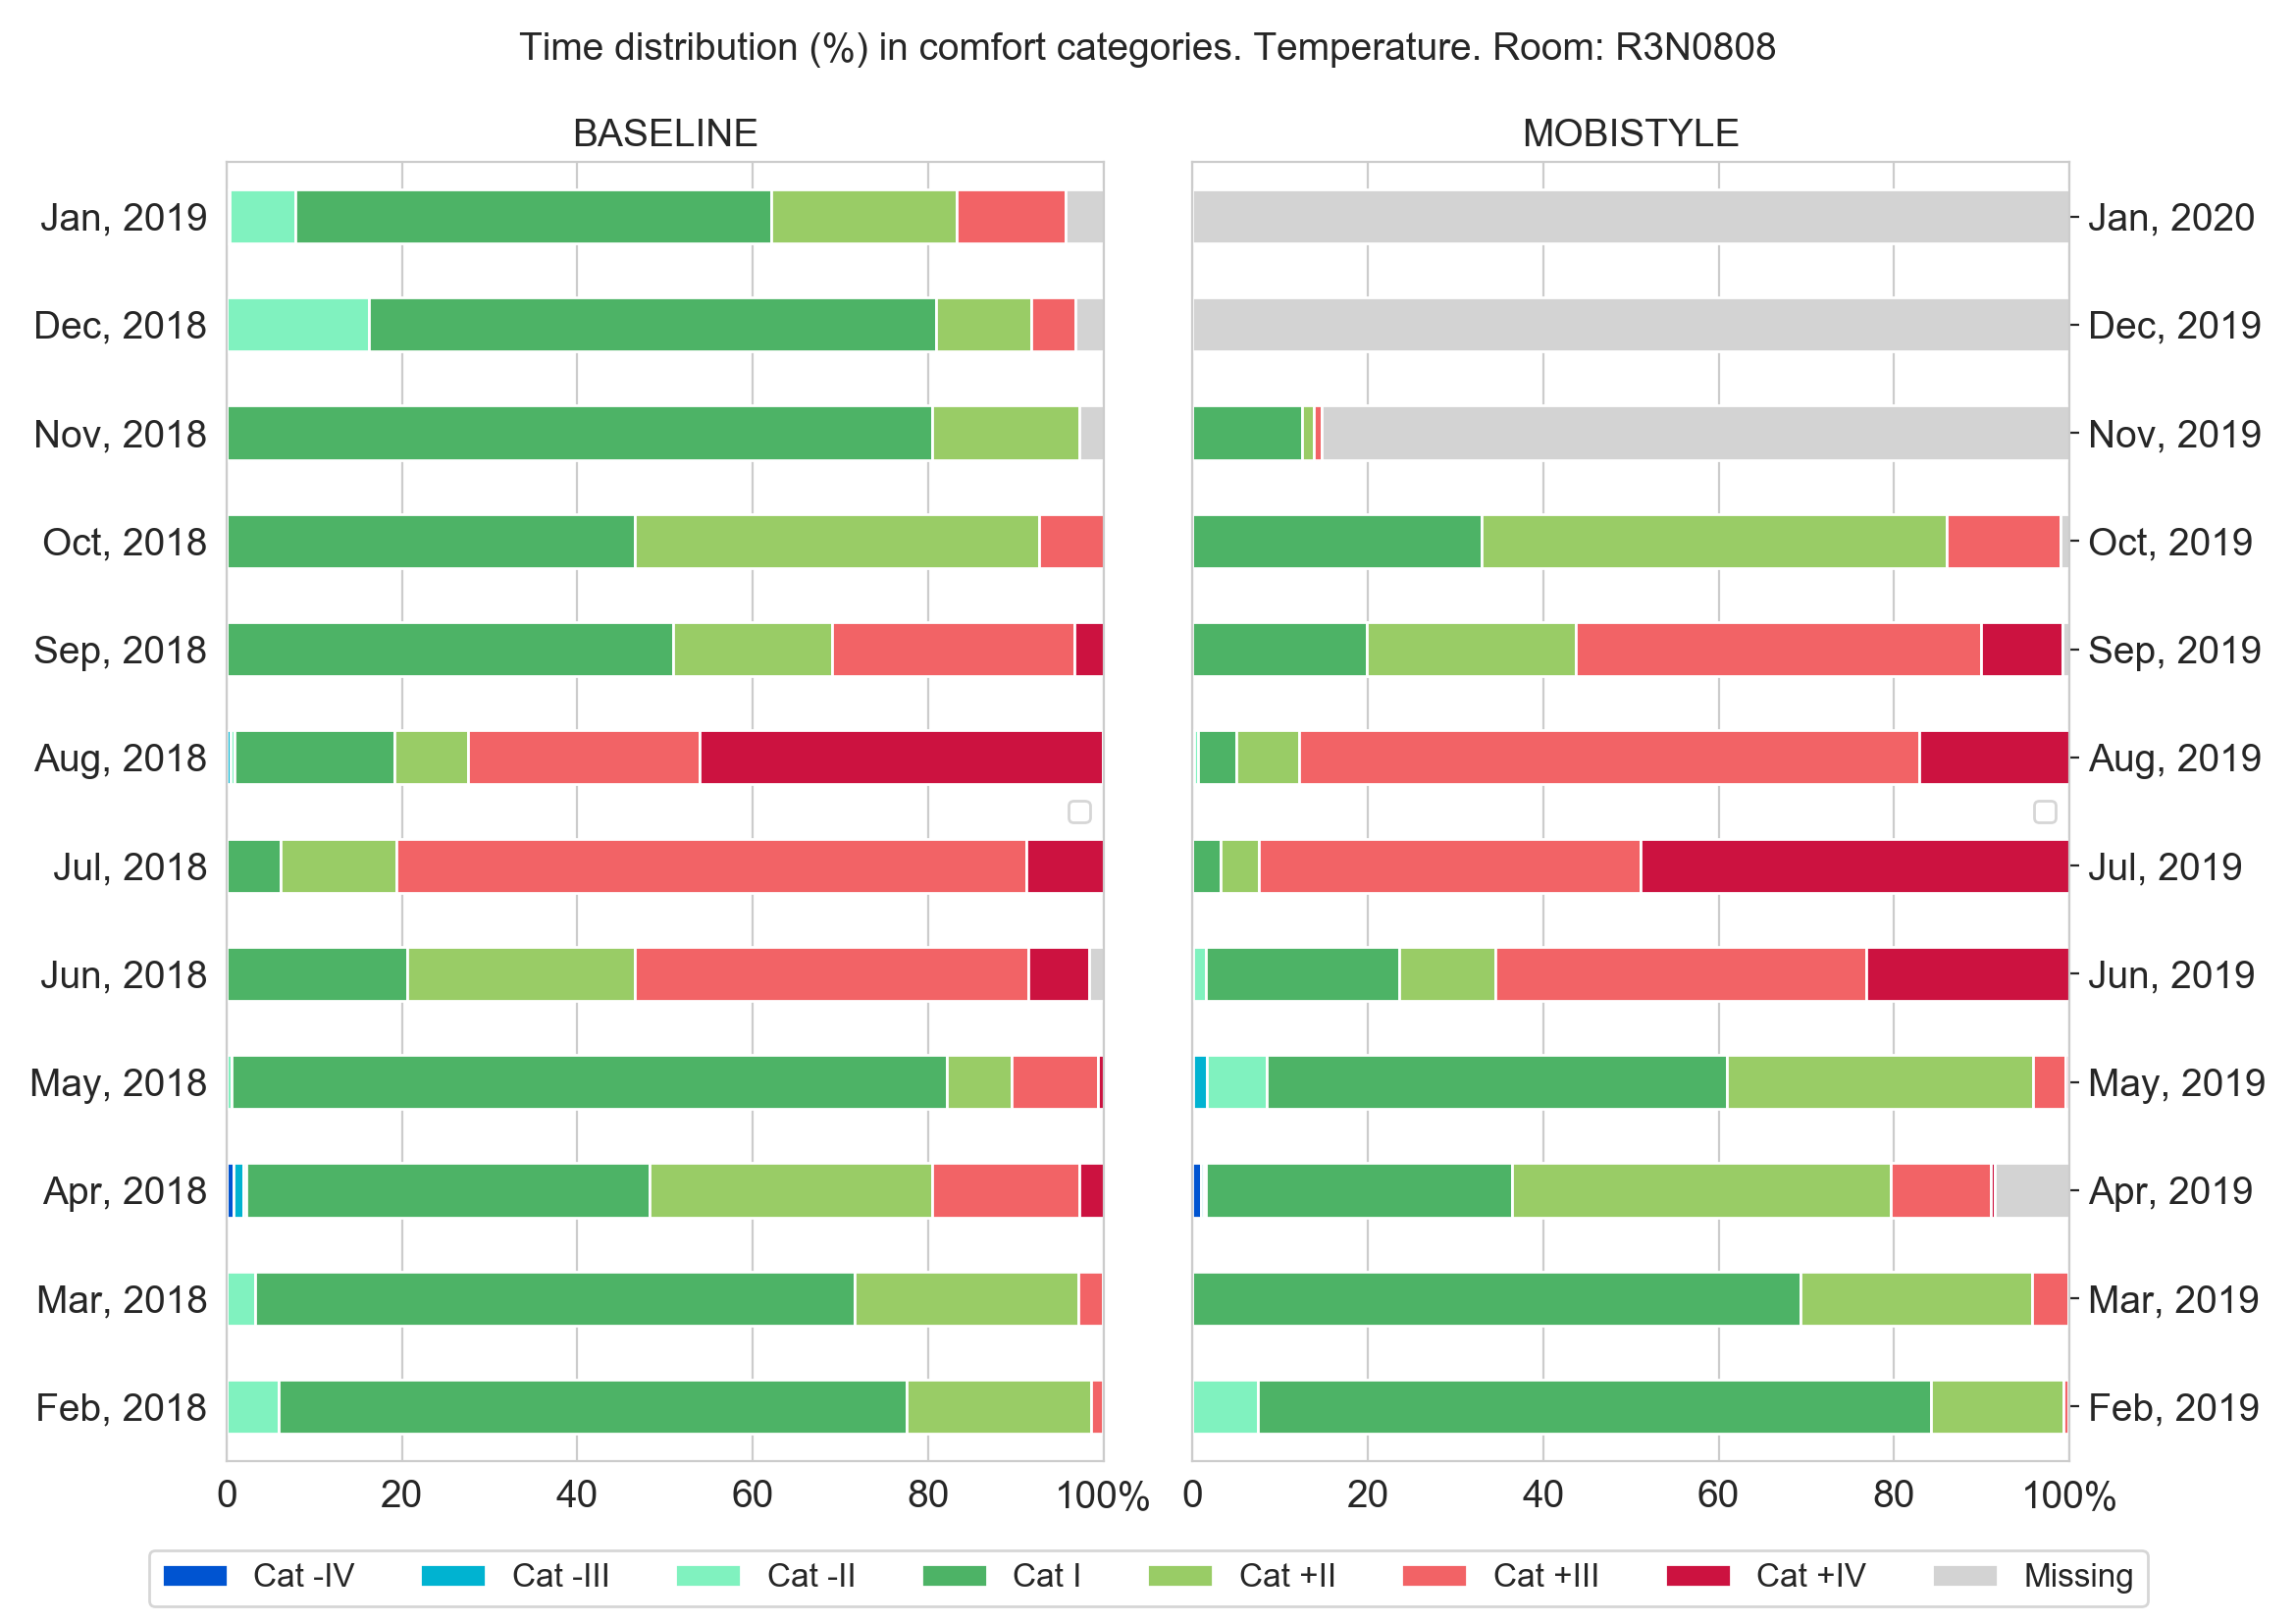 Time distribution (%) in comfort categories. Temperature. Room: R3N0808
BASELINE
MOBISTYLE
Jan, 2019
Dec, 2018
Nov, 2018
Oct, 2018
Sep, 2018
Aug, 2018
Jul, 2018
Jun, 2018
May, 2018
Apr, 2018
Mar, 2018
Feb, 2018
0 20 40 60 80 100%
Jan, 2020
Dec, 2019
Nov, 2019
Oct, 2019
Sep, 2019
Aug, 2019
Jul, 2019
Jun, 2019
May, 2019
Apr, 2019
Mar, 2019
Feb, 2019
0 20 40 60 80 100%
Cat -IV Cat -III Cat -II Cat I Cat +II Cat +III Cat +IV Missing